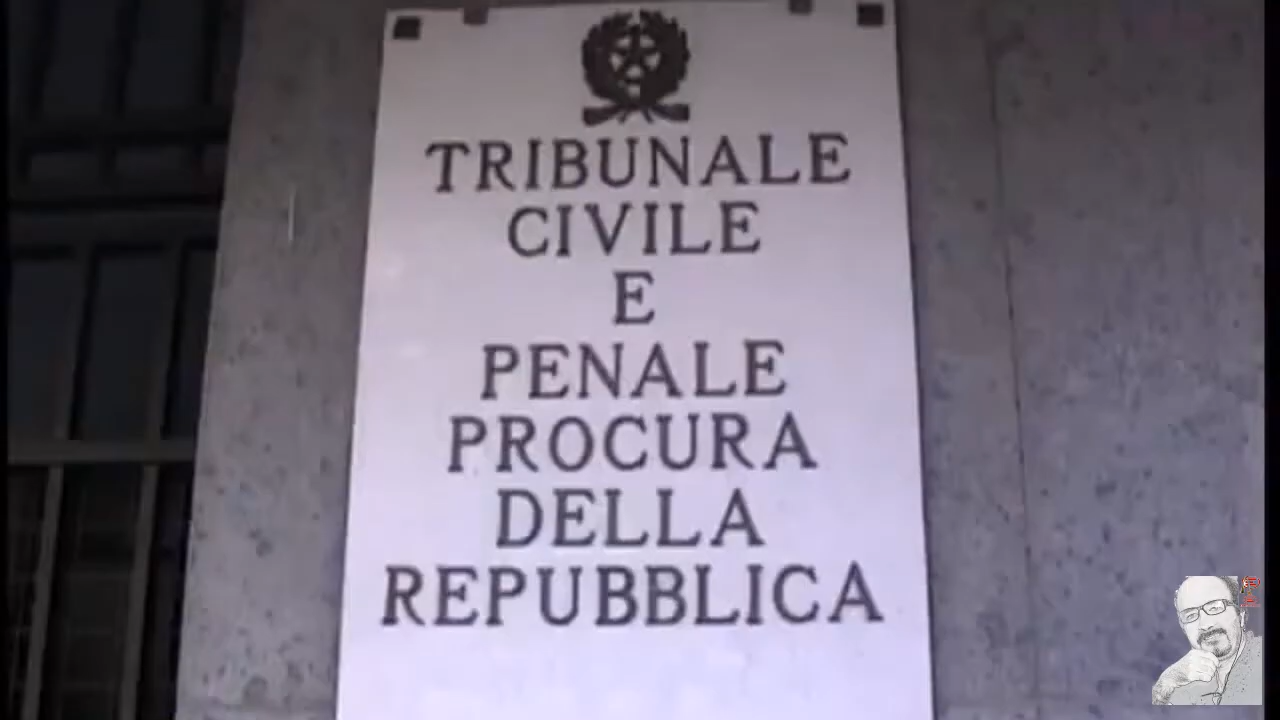 TRIBUNALE
CIVILE
E
PENALE
PROCURA
DELLA
REPUBBLICA